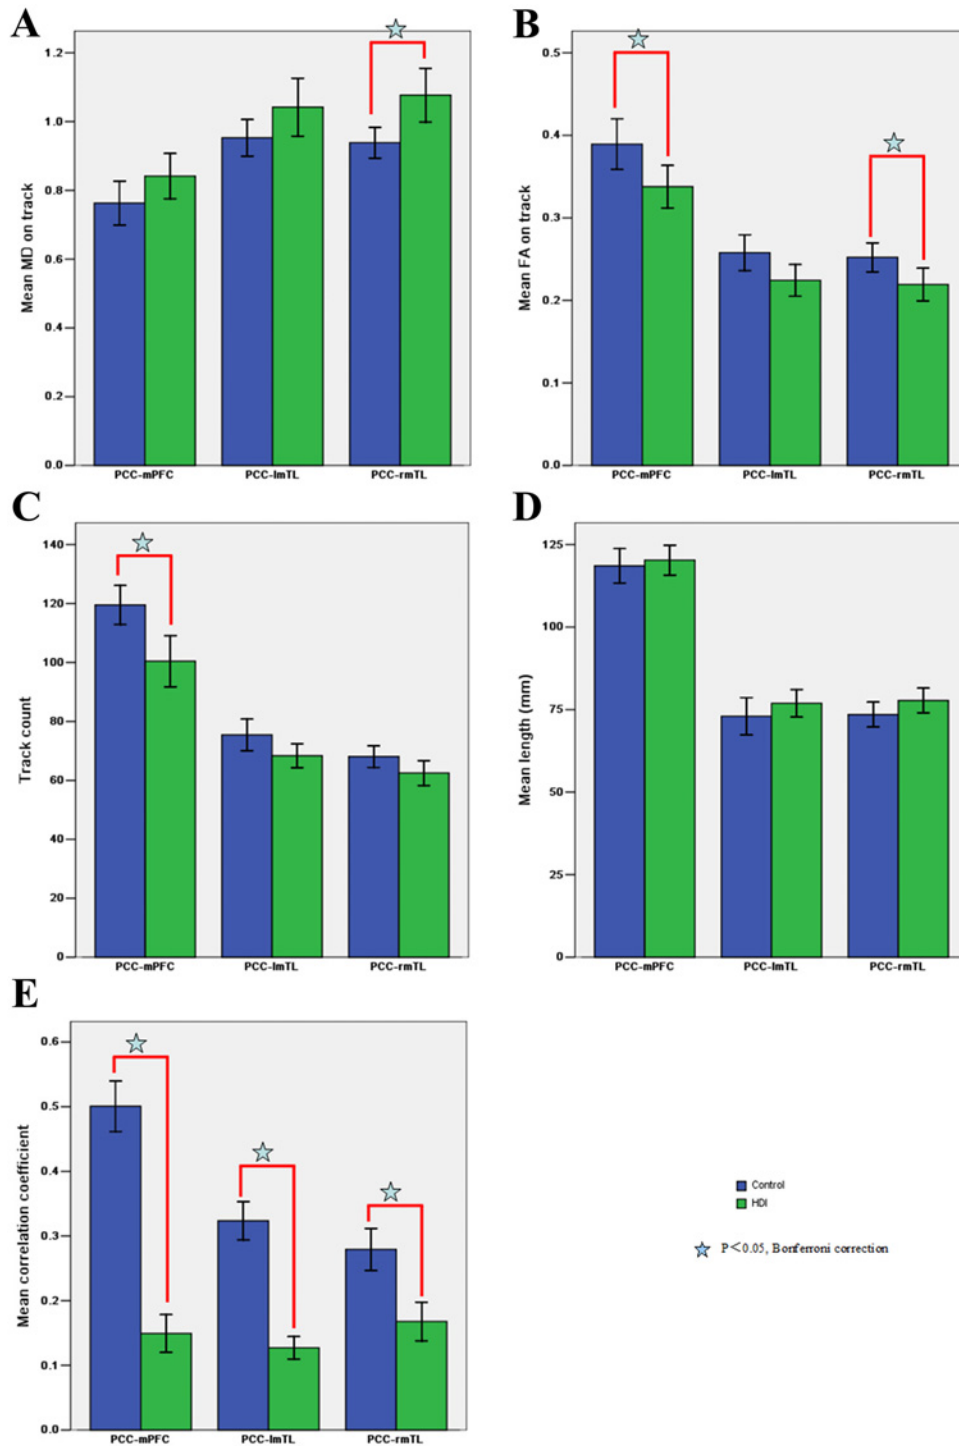 A
Mean MD on track
1.2
1.0
0.8
0.6
0.4
0.2
0.0
PCC-mPFC PCC-lmTL PCC-rmTL
B
Mean FA on track
0.5
0.4
0.3
0.2
0.1
0.0
PCC-mPFC PCC-lmTL PCC-rmTL
C
Track count
140
120
100
80
60
40
20
0
PCC-mPFC PCC-lmTL PCC-rmTL
D
Mean length (mm)
125
100
75
50
25
0
PCC-mPFC PCC-lmTL PCC-rmTL
E
Mean correlation coefficient
0.6
0.5
0.4
0.3
0.2
0.1
0.0
PCC-mPFC PCC-lmTL PCC-rmTL
Control
HDI
P<0.05, Bonferroni correction